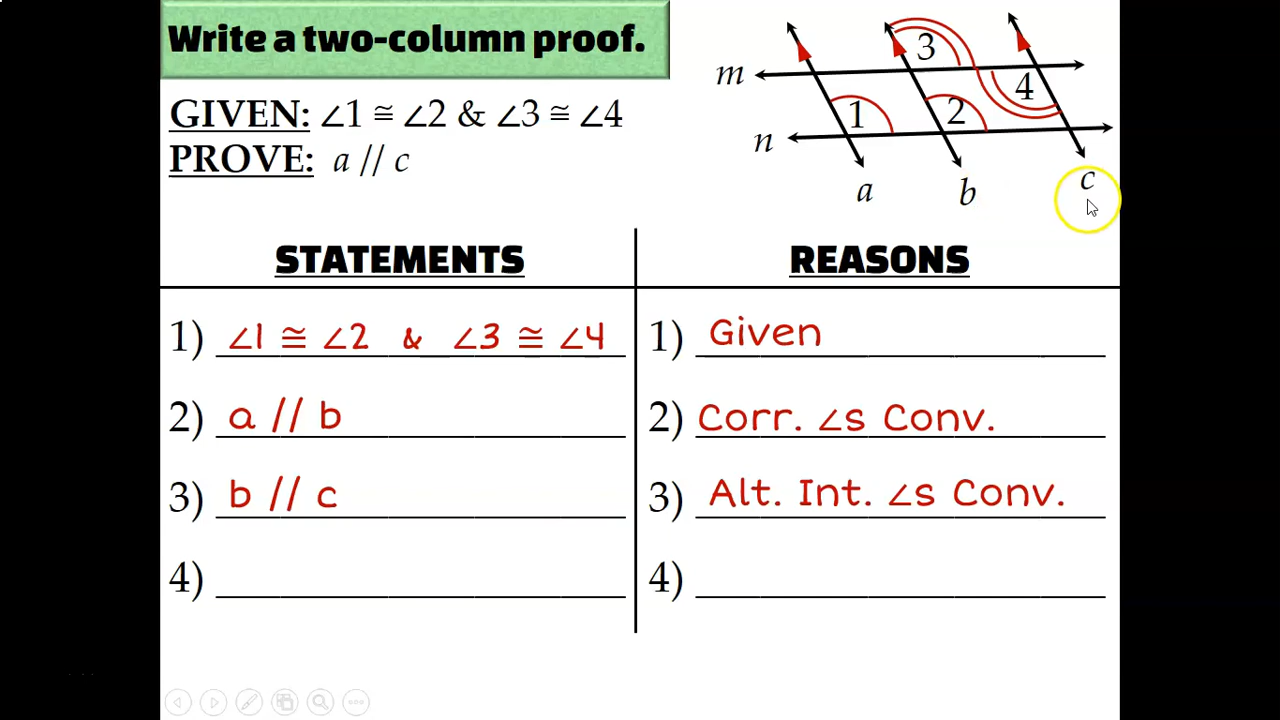 Write a two-column proof.
GIVEN: ∠1 ≅ ∠2 & ∠3 ≅ ∠4
PROVE: a // c
m
n
3
4
1
2
a
b
c
STATEMENTS
REASONS
1) ∠1 ≅ ∠2 & ∠3 ≅ ∠4
1) Given
2) a // b
2) Corr. ∠s Conv.
3) b // c
3) Alt. Int. ∠s Conv.
4)
4)